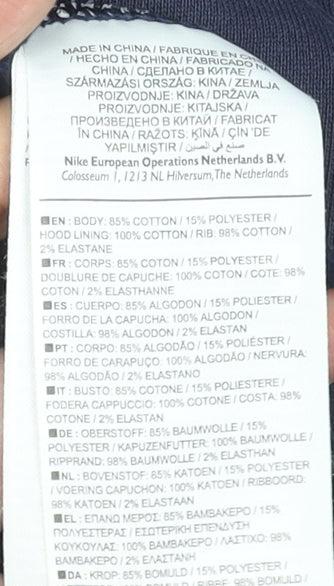 MADE IN CHINA / FABRIQUÉ EN
/ HECHO EN CHINA / FABRICADO NA
CHINA / СДЕЛАНО В КИТАЕ /
SZÁRMAZÁSI ORSZÁG: KÍNA / ZEMLJA
PROIZVODNJE: KINA / DRŽAVA
PROIZVODNJE: KITAJSKA /
ПРОИЗВЕДЕНО В КИТАЙ / FABRICAT
ÎN CHINA / RAŽOTS: ĶĪNĀ / ÇİN 'DE
YAPILMIŞTIR / صنع في الصين
Nike European Operations Netherlands B.V.
Colosseum 1, 1213 NL Hilversum, The Netherlands
EN : BODY: 85% COTTON / 15% POLYESTER /
HOOD LINING: 100% COTTON / RIB: 98% COTTON /
2% ELASTANE
FR : CORPS: 85% COTON / 15% POLYESTER /
DOUBLURE DE CAPUCHE: 100% COTON / COTE: 98%
COTON / 2% ELASTHANNE
ES : CUERPO: 85% ALGODON / 15% POLIESTER /
FORRO DE LA CAPUCHA: 100% ALGODON /
COSTILLA: 98% ALGODON / 2% ELASTAN
PT : CORPO: 85% ALGODÃO / 15% POLIÉSTER /
FORRO DE CARAPUÇO: 100% ALGODÃO / NERVURA:
98% ALGODÃO / 2% ELASTANO
IT : BUSTO: 85% COTONE / 15% POLIESTERE /
FODERA CAPPUCCIO: 100% COTONE / COSTA: 98%
COTONE / 2% ELASTAN
DE : OBERSTOFF: 85% BAUMWOLLE / 15%
POLYESTER / KAPUZENFUTTER: 100% BAUMWOLLE /
RIPPRAND: 98% BAUMWOLLE / 2% ELASTHAN
NL : BOVENSTOF: 85% KATOEN / 15% POLYESTER
/ VOERING CAPUCHON: 100% KATOEN / RIBBOORD:
98% KATOEN / 2% ELASTAAN
EL : ΕΠΑΝΩ ΜΕΡΟΣ: 85% ΒΑΜΒΑΚΕΡΟ / 15%
ΠΟΛΥΕΣΤΕΡΑΣ / ΕΣΩΤΕΡΙΚΗ ΕΠΕΝΔΥΣΗ
ΚΟΥΚΟΥΛΑΣ: 100% ΒΑΜΒΑΚΕΡΟ / ΛΑΣΤΙΧΟ: 98%
ΒΑΜΒΑΚΕΡΟ / 2% ΕΛΑΣΤΑΝΗ
DA : KROP: 85% BOMULD / 15% POLYESTER /
98% BOMULD /